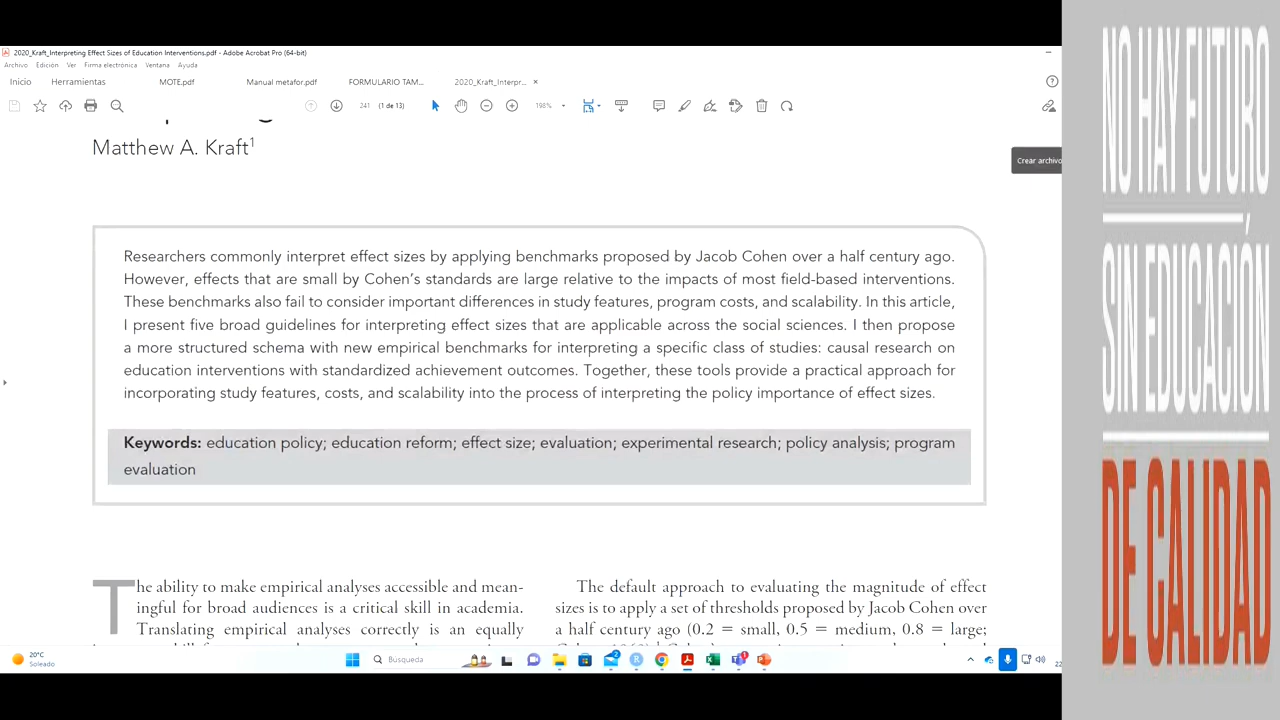 2020_Kraft_Interpreting Effect Sizes of Education Interventions.pdf - Adobe Acrobat Pro (64-bit)
Archivo Edición Ver Firma electrónica Ventana Ayuda
Inicio Herramientas MOTE.pdf Manual metafor.pdf FORMULARIO TAM... 2020_Kraft_Interpr... ×
241 (1 de 13) 198%
Matthew A. Kraft1
Crear archivo
Researchers commonly interpret effect sizes by applying benchmarks proposed by Jacob Cohen over a half century ago.
However, effects that are small by Cohen's standards are large relative to the impacts of most field-based interventions.
These benchmarks also fail to consider important differences in study features, program costs, and scalability. In this article,
I present five broad guidelines for interpreting effect sizes that are applicable across the social sciences. I then propose
a more structured schema with new empirical benchmarks for interpreting a specific class of studies: causal research on
education interventions with standardized achievement outcomes. Together, these tools provide a practical approach for
incorporating study features, costs, and scalability into the process of interpreting the policy importance of effect sizes.
Keywords: education policy; education reform; effect size; evaluation; experimental research; policy analysis; program
evaluation
The ability to make empirical analyses accessible and mean-
ingful for broad audiences is a critical skill in academia.
Translating empirical analyses correctly is an equally
The default approach to evaluating the magnitude of effect
sizes is to apply a set of thresholds proposed by Jacob Cohen over
a half century ago (0.2 = small, 0.5 = medium, 0.8 = large;
20°C
Soleado
Búsqueda
2
1
22
NO HAY FUTURO
SIN EDUCACIÓN
DE CALIDAD